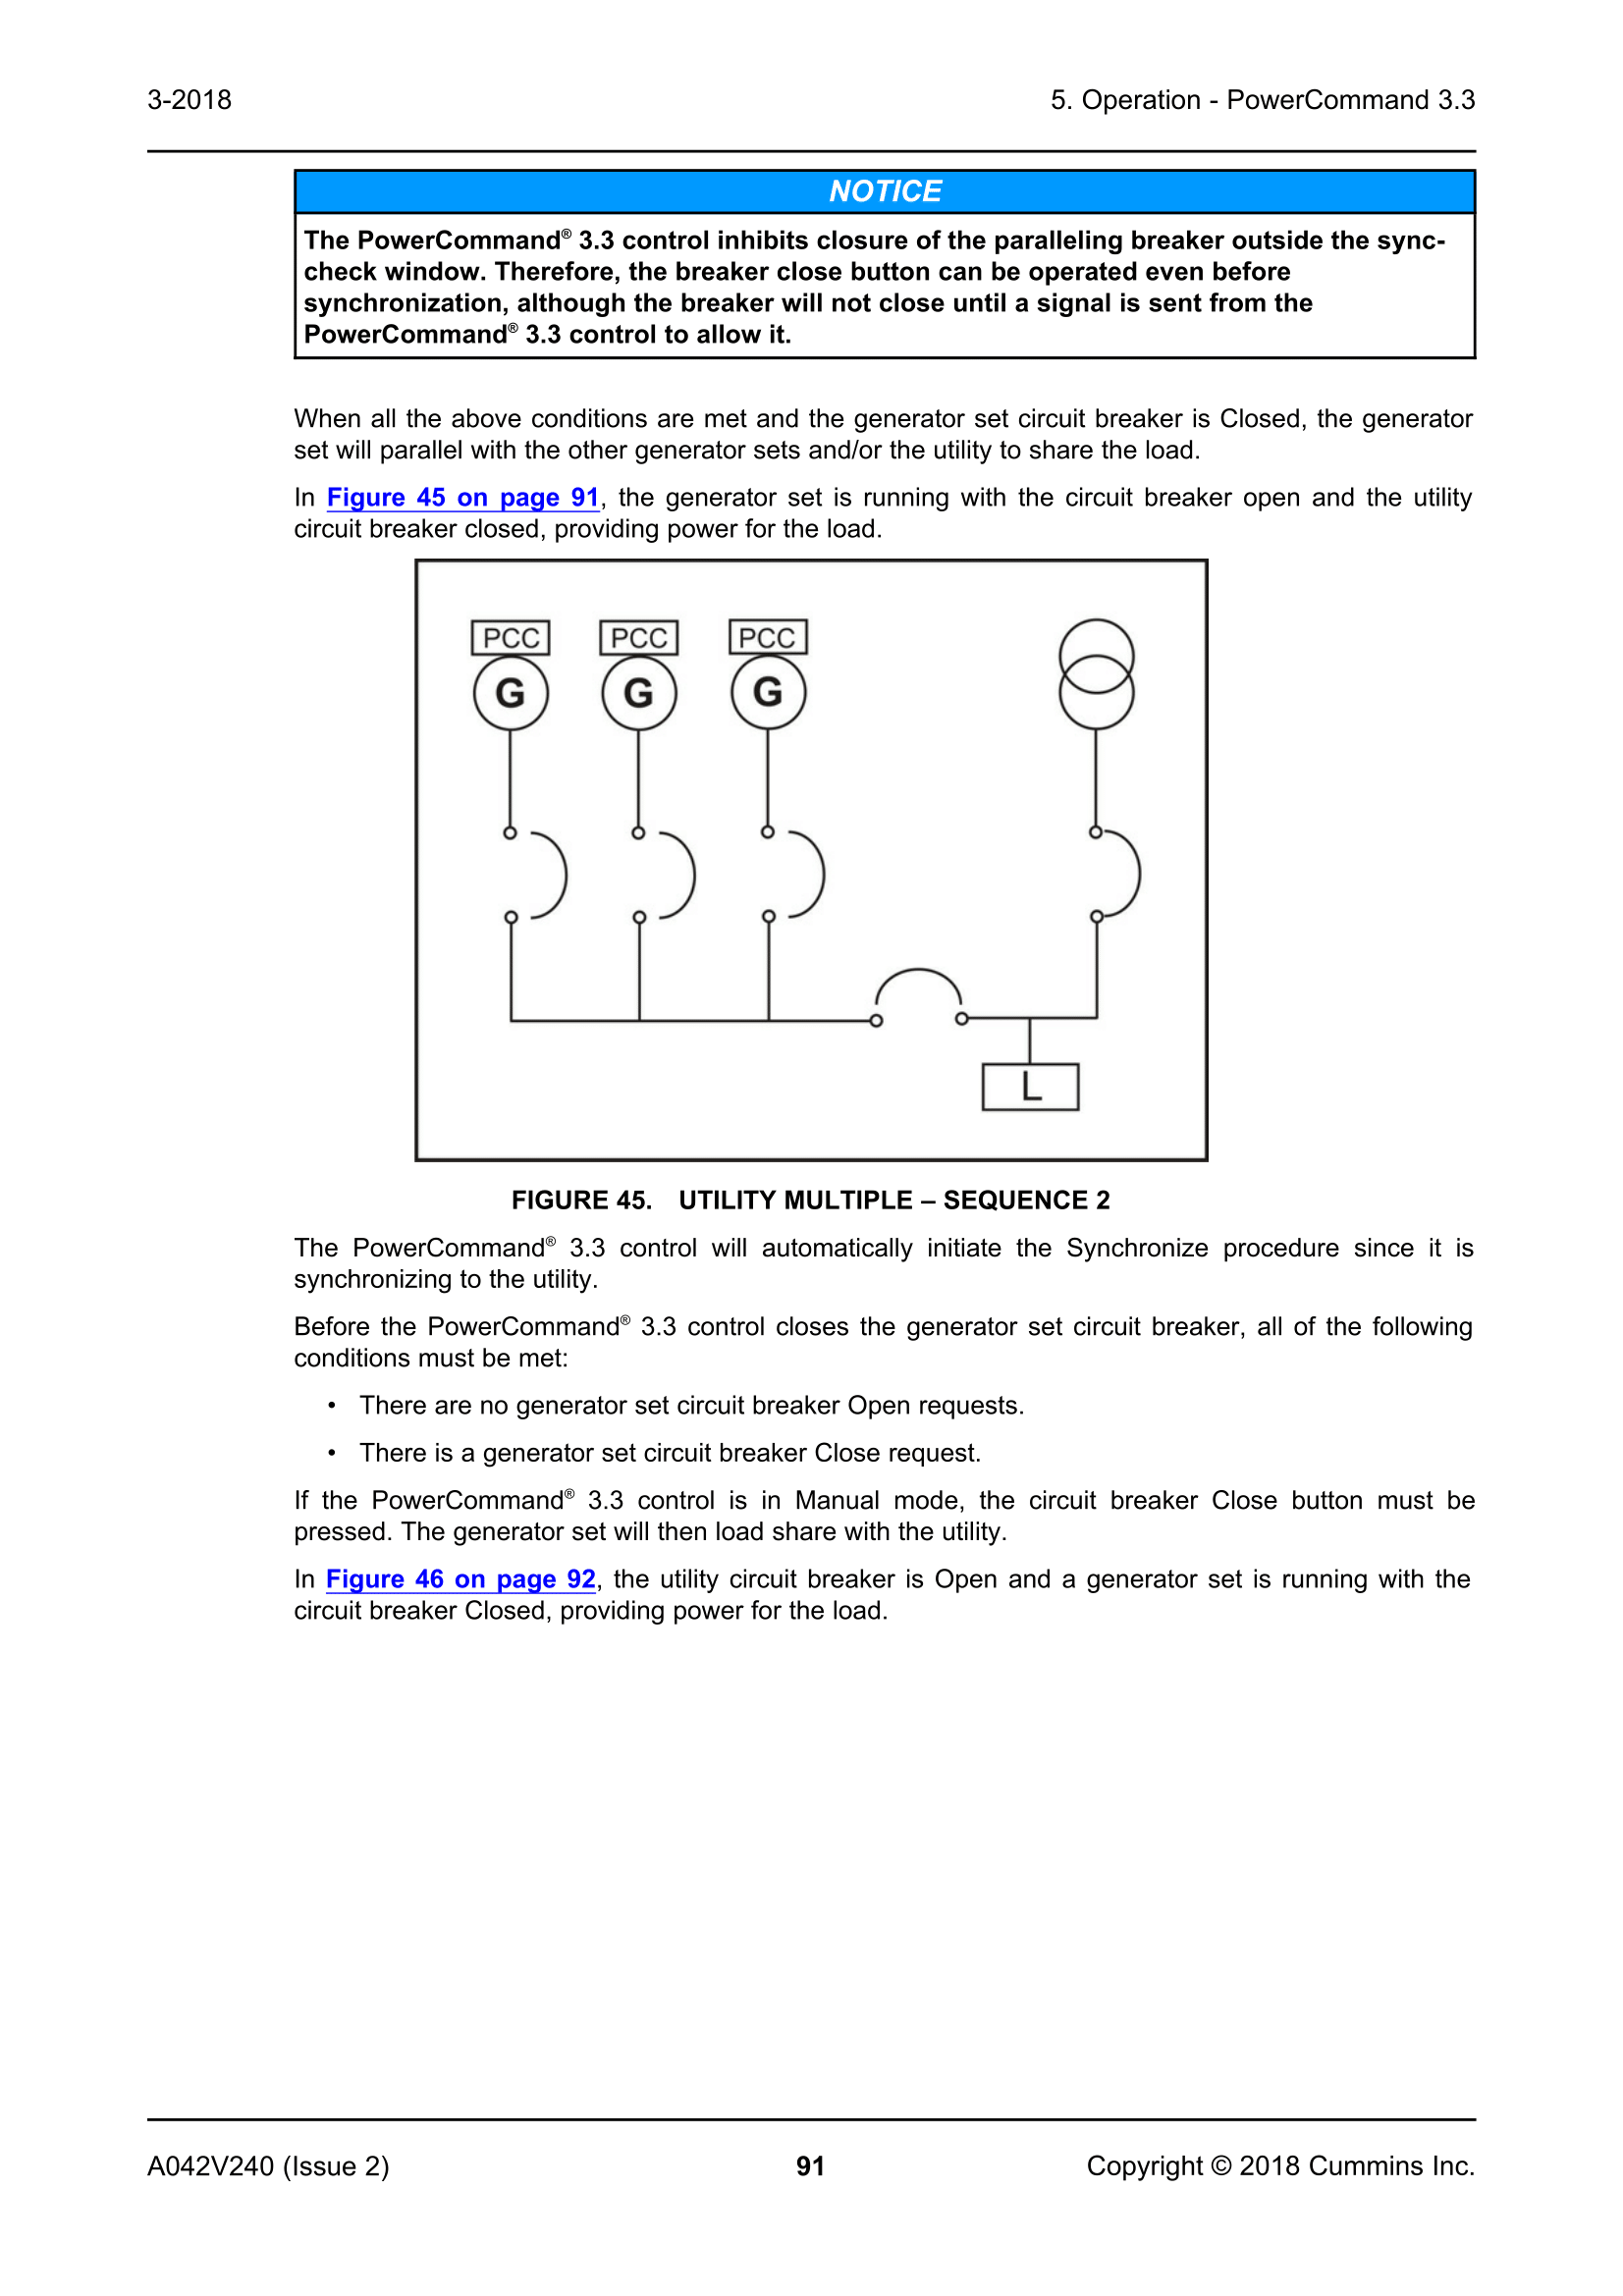 3-2018
5. Operation - PowerCommand 3.3
NOTICE
The PowerCommand® 3.3 control inhibits closure of the paralleling breaker outside the sync-
check window. Therefore, the breaker close button can be operated even before
synchronization, although the breaker will not close until a signal is sent from the
PowerCommand® 3.3 control to allow it.
When all the above conditions are met and the generator set circuit breaker is Closed, the generator
set will parallel with the other generator sets and/or the utility to share the load.
In Figure 45 on page 91, the generator set is running with the circuit breaker open and the utility
circuit breaker closed, providing power for the load.
PCC PCC PCC
G G G
L
FIGURE 45. UTILITY MULTIPLE – SEQUENCE 2
The PowerCommand® 3.3 control will automatically initiate the Synchronize procedure since it is
synchronizing to the utility.
Before the PowerCommand® 3.3 control closes the generator set circuit breaker, all of the following
conditions must be met:
• There are no generator set circuit breaker Open requests.
• There is a generator set circuit breaker Close request.
If the PowerCommand® 3.3 control is in Manual mode, the circuit breaker Close button must be
pressed. The generator set will then load share with the utility.
In Figure 46 on page 92, the utility circuit breaker is Open and a generator set is running with the
circuit breaker Closed, providing power for the load.
A042V240 (Issue 2)
91
Copyright © 2018 Cummins Inc.